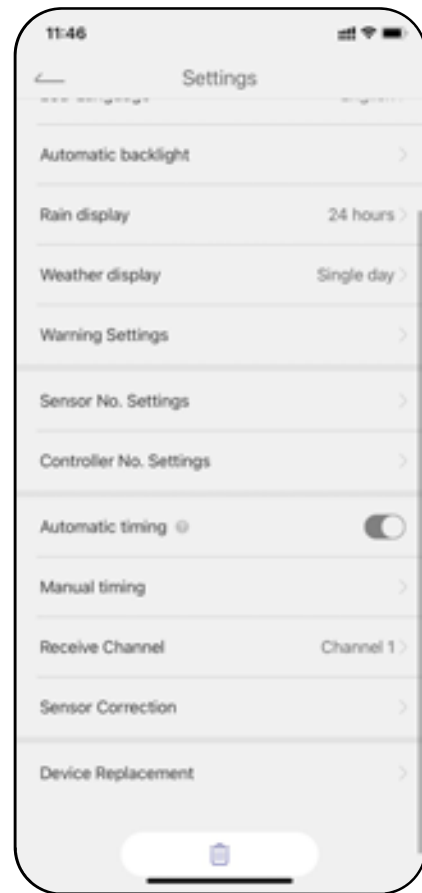 11:46
Settings
Automatic backlight
Rain display 24 hours
Weather display Single day
Warning Settings
Sensor No. Settings
Controller No. Settings
Automatic timing
Manual timing
Receive Channel Channel 1
Sensor Correction
Device Replacement